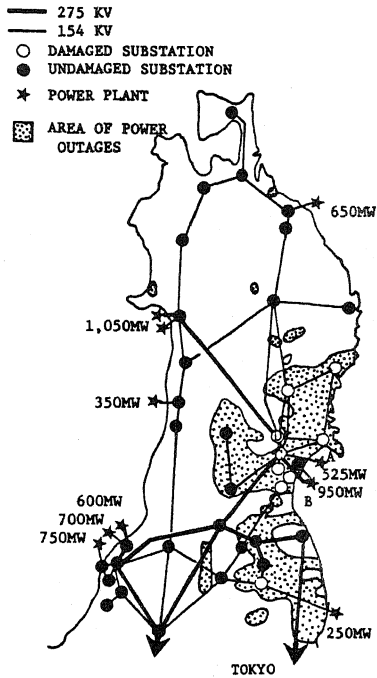 275 KV
154 KV
DAMAGED SUBSTATION
UNDAMAGED SUBSTATION
POWER PLANT
AREA OF POWER
OUTAGES
650MW
1,050MW
350MW
A
525MW
950MW
B
600MW
700MW
750MW
250MW
TOKYO